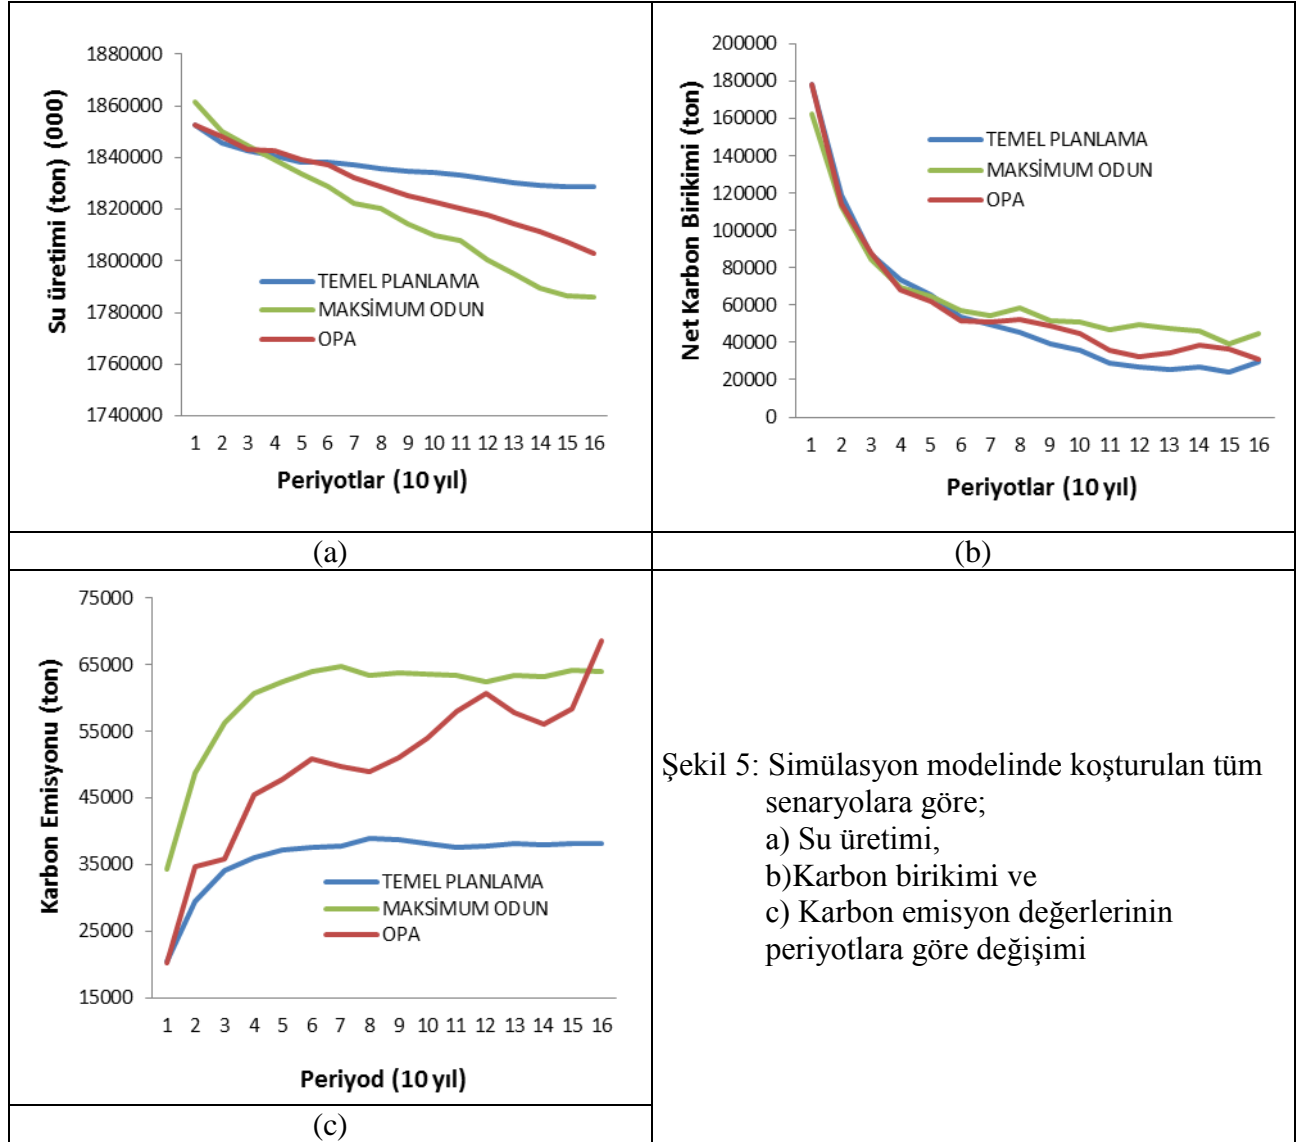 Su üretimi (ton) (000)
1880000
1860000
1840000
1820000
1800000
1780000
1760000
1740000
TEMEL PLANLAMA
MAKSİMUM ODUN
OPA
1 2 3 4 5 6 7 8 9 10 11 12 13 14 15 16
Periyotlar (10 yıl)
(a)
Net Karbon Birikimi (ton)
200000
180000
160000
140000
120000
100000
80000
60000
40000
20000
0
TEMEL PLANLAMA
MAKSİMUM ODUN
OPA
1 2 3 4 5 6 7 8 9 10 11 12 13 14 15 16
Periyotlar (10 yıl)
(b)
Karbon Emisyonu (ton)
75000
65000
55000
45000
35000
25000
15000
TEMEL PLANLAMA
MAKSİMUM ODUN
OPA
1 2 3 4 5 6 7 8 9 10 11 12 13 14 15 16
Periyod (10 yıl)
(c)
Şekil 5: Simülasyon modelinde koşturulan tüm
senaryolara göre;
a) Su üretimi,
b)Karbon birikimi ve
c) Karbon emisyon değerlerinin
periyotlara göre değişimi